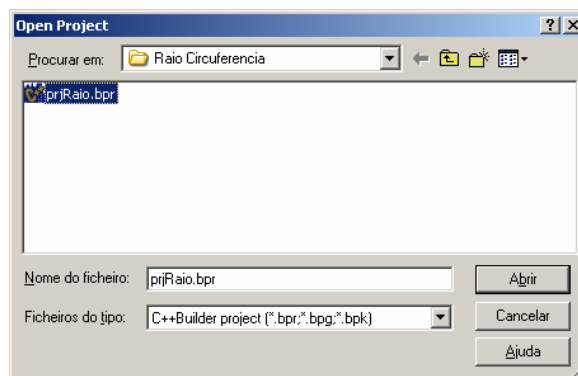 Open Project
Procurar em: Raio Circuferencia
prjRaio.bpr
Nome do ficheiro: prjRaio.bpr Abrir
Ficheiros do tipo: C++Builder project (*.bpr;*.bpg;*.bpk) Cancelar
Ajuda